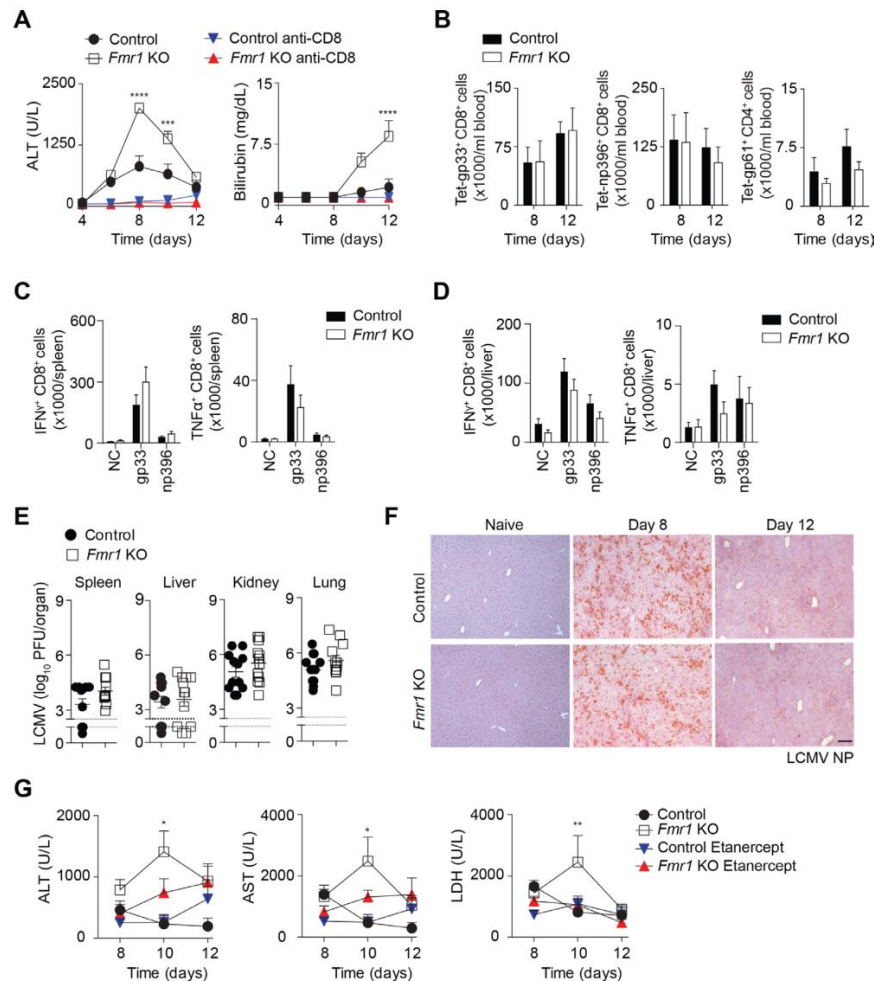 A
Control
Fmr1 KO
Control anti-CD8
Fmr1 KO anti-CD8
ALT (U/L)
2500
1250
0
****
***
4 6 8 10 12
Time (days)
Bilirubin (mg/dL)
15
7.5
0
****
4 6 8 10 12
Time (days)
B
Control
Fmr1 KO
Tet-gp33⁺ CD8⁺ cells
(x1000/ml blood)
150
75
0
8 12
Time (days)
Tet-np396⁺ CD8⁺ cells
(x1000/ml blood)
250
125
0
8 12
Time (days)
Tet-gp61⁺ CD4⁺ cells
(x1000/ml blood)
15
7.5
0
8 12
Time (days)
C
Control
Fmr1 KO
IFNγ⁺ CD8⁺ cells
(x1000/spleen)
600
300
0
NC
gp33
np396
TNFα⁺ CD8⁺ cells
(x1000/spleen)
80
40
0
NC
gp33
np396
D
Control
Fmr1 KO
IFNγ⁺ CD8⁺ cells
(x1000/liver)
200
100
0
NC
gp33
np396
TNFα⁺ CD8⁺ cells
(x1000/liver)
10
5
0
NC
gp33
np396
E
Control
Fmr1 KO
LCMV (log₁₀ PFU/organ)
Spleen
9
6
3
0
Liver
9
6
3
0
Kidney
9
6
3
0
Lung
9
6
3
0
F
Naive Day 8 Day 12
Control
Fmr1 KO
LCMV NP
G
ALT (U/L)
2000
1000
0
*
8 10 12
Time (days)
AST (U/L)
4000
2000
0
*
8 10 12
Time (days)
LDH (U/L)
4000
2000
0
**
8 10 12
Time (days)
Control
Fmr1 KO
Control Etanercept
Fmr1 KO Etanercept